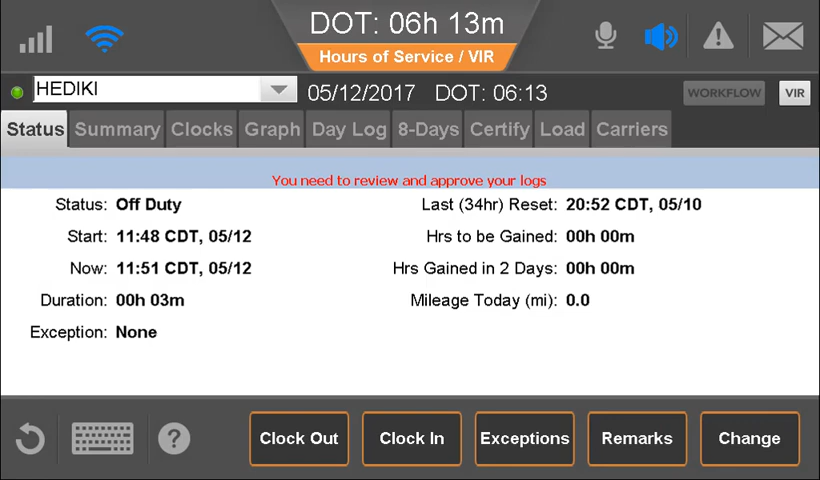 DOT: 06h 13m
Hours of Service / VIR
HEDIKI
05/12/2017 DOT: 06:13
WORKFLOW
VIR
Status Summary Clocks Graph Day Log 8-Days Certify Load Carriers
You need to review and approve your logs
Status: Off Duty
Last (34hr) Reset: 20:52 CDT, 05/10
Start: 11:48 CDT, 05/12
Hrs to be Gained: 00h 00m
Now: 11:51 CDT, 05/12
Hrs Gained in 2 Days: 00h 00m
Duration: 00h 03m
Mileage Today (mi): 0.0
Exception: None
? Clock Out Clock In Exceptions Remarks Change